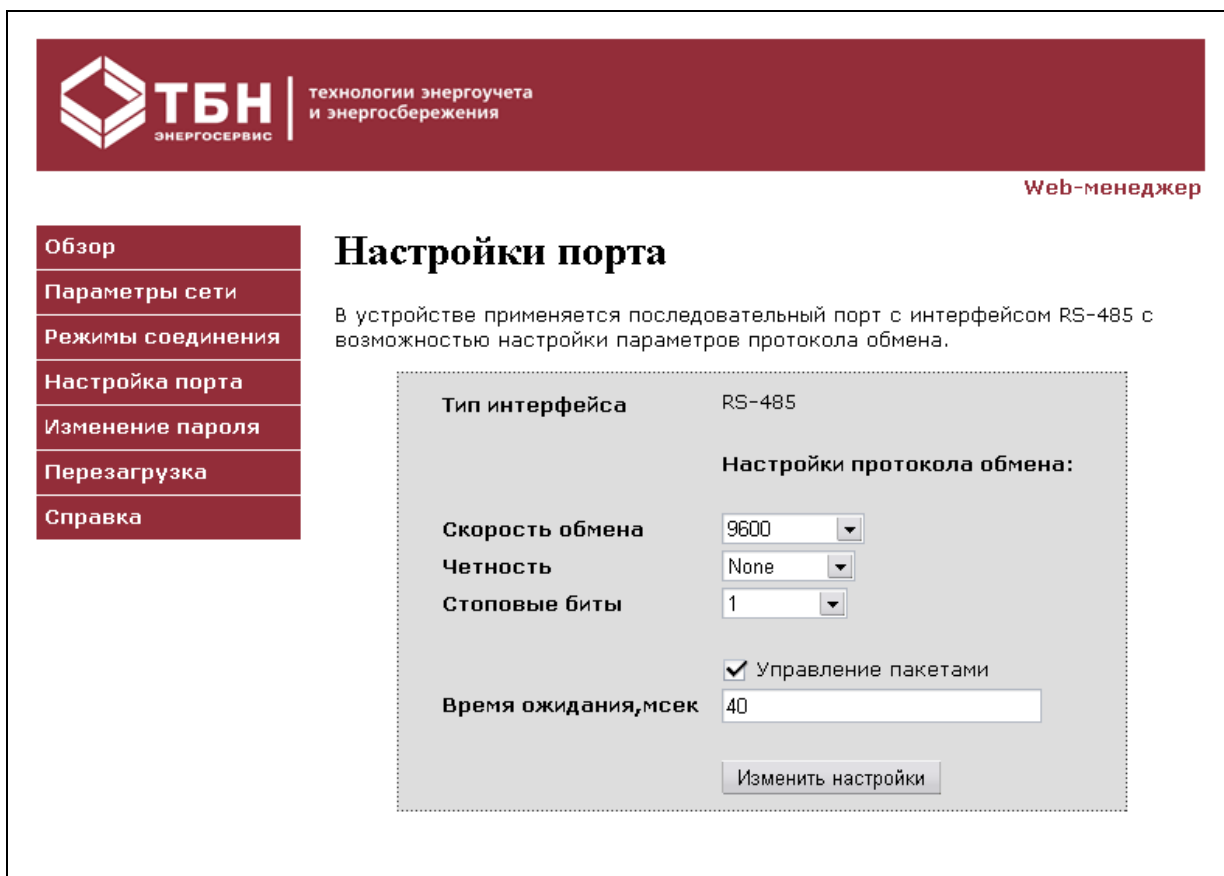 ТБН
ЭНЕРГОСЕРВИС
технологии энергоучета
и энергосбережения
Web-менеджер
Обзор
Параметры сети
Режимы соединения
Настройка порта
Изменение пароля
Перезагрузка
Справка
Настройки порта
В устройстве применяется последовательный порт с интерфейсом RS-485 с
возможностью настройки параметров протокола обмена.
Тип интерфейса RS-485
Настройки протокола обмена:
Скорость обмена 9600
Четность None
Стоповые биты 1
Управление пакетами
Время ожидания,мсек 40
Изменить настройки